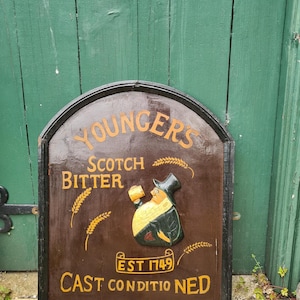 YOUNGERS
SCOTCH
BITTER
EST 1749
CAST CONDITIONED